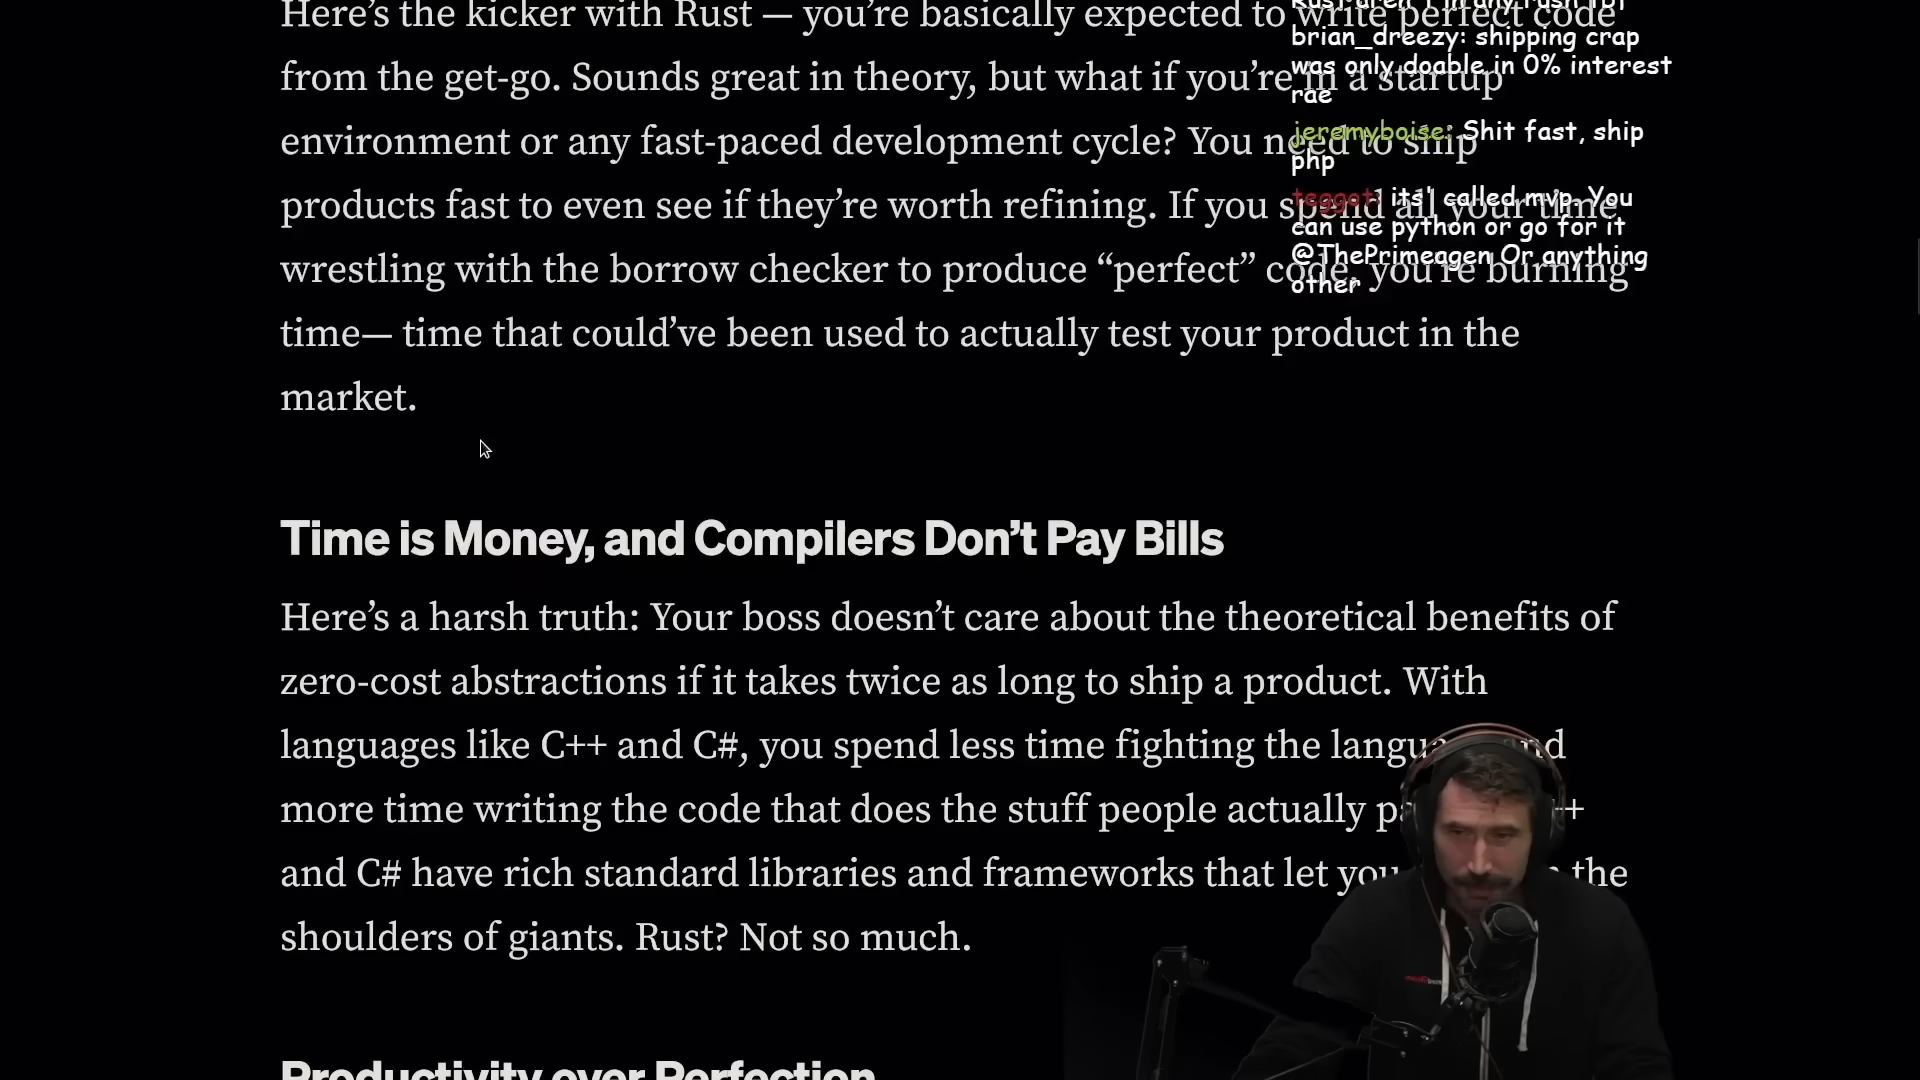 Here’s the kicker with Rust — you’re basically expected to write perfect code
from the get-go. Sounds great in theory, but what if you’re in a startup
environment or any fast-paced development cycle? You need to ship
products fast to even see if they’re worth refining. If you spend all your time
wrestling with the borrow checker to produce “perfect” code, you’re burning
time— time that could’ve been used to actually test your product in the
market.
Time is Money, and Compilers Don’t Pay Bills
Here’s a harsh truth: Your boss doesn’t care about the theoretical benefits of
zero-cost abstractions if it takes twice as long to ship a product. With
languages like C++ and C#, you spend less time fighting the language and
more time writing the code that does the stuff people actually
and C# have rich standard libraries and frameworks that let you the
shoulders of giants. Rust? Not so much.
Productivity over Perfection
brian_dreezy: shipping crap
was only doable in 0% interest
rae
jeremyboise: Shit fast, ship
php
teggot: its' called mvp. You
can use python or go for it
@ThePrimeagen Or anything
other